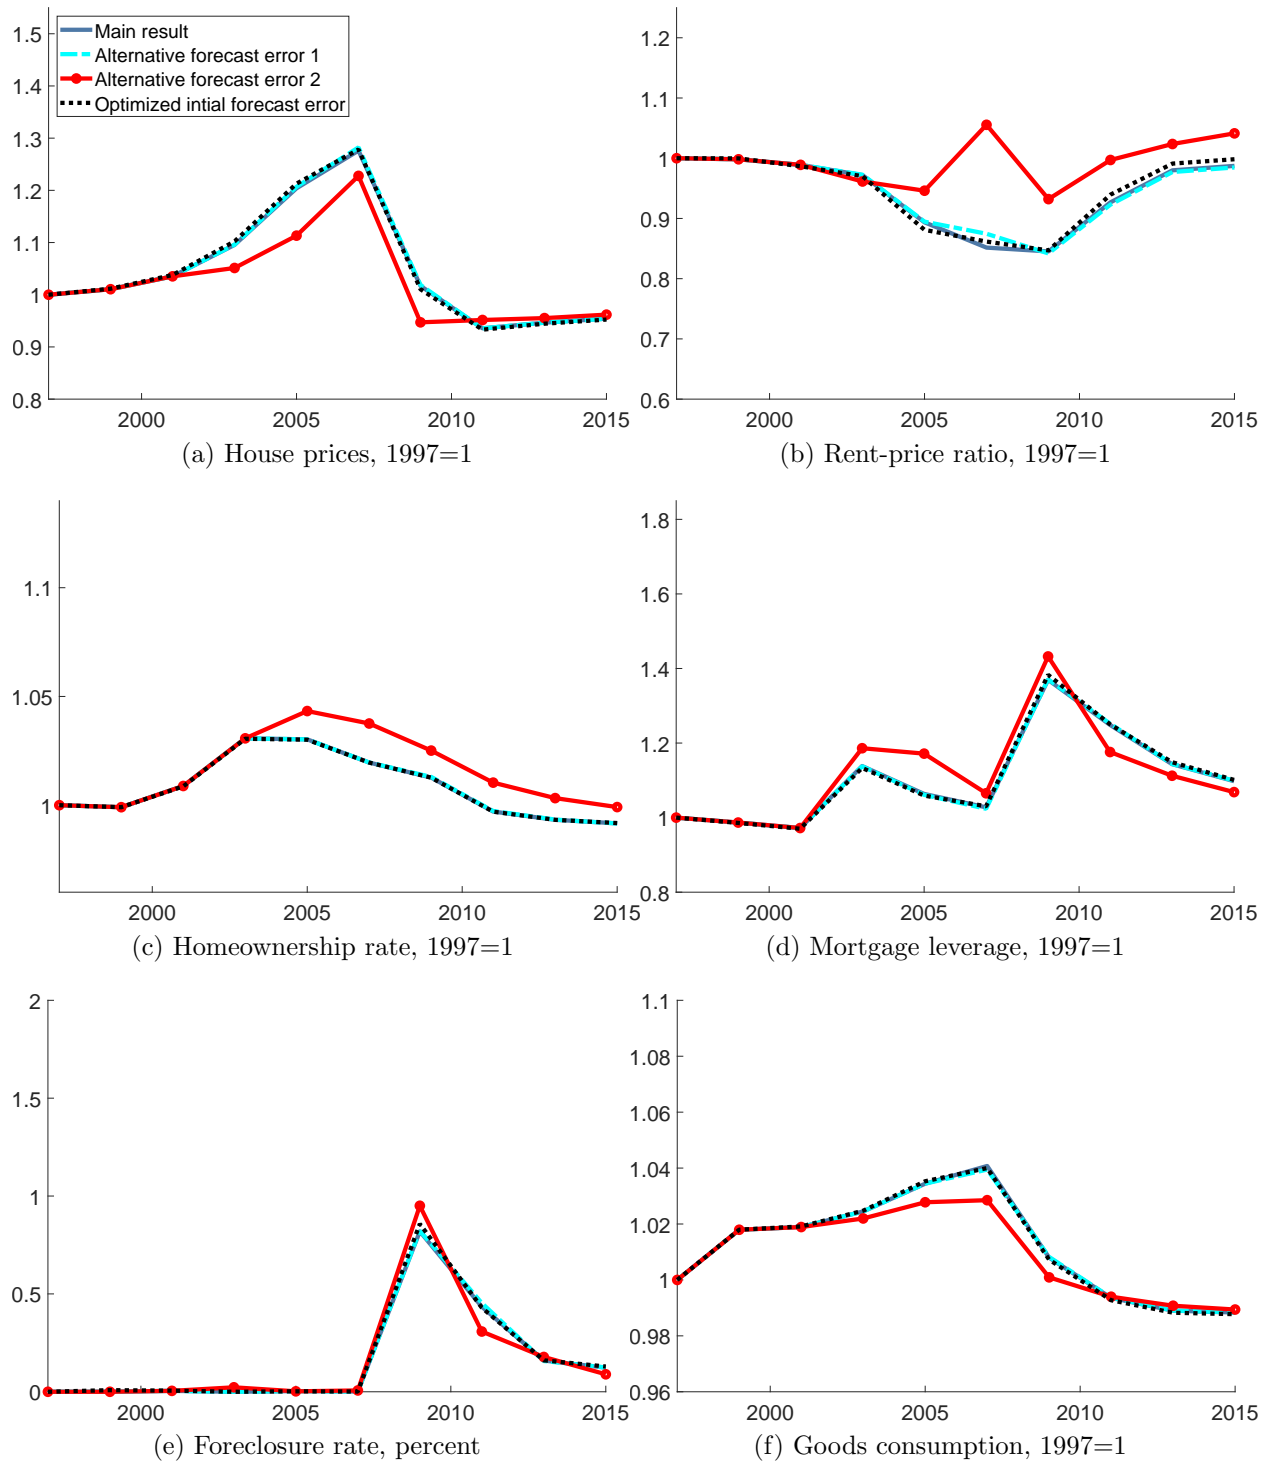 1.5
1.4
1.3
1.2
1.1
1
0.9
0.8
Main result
Alternative forecast error 1
Alternative forecast error 2
Optimized intial forecast error
2000 2005 2010 2015
(a) House prices, 1997=1
1.2
1.1
1
0.9
0.8
0.7
0.6
2000 2005 2010 2015
(b) Rent-price ratio, 1997=1
1.1
1.05
1
2000 2005 2010 2015
(c) Homeownership rate, 1997=1
1.8
1.6
1.4
1.2
1
0.8
2000 2005 2010 2015
(d) Mortgage leverage, 1997=1
2
1.5
1
0.5
0
2000 2005 2010 2015
(e) Foreclosure rate, percent
1.1
1.08
1.06
1.04
1.02
1
0.98
0.96
2000 2005 2010 2015
(f) Goods consumption, 1997=1